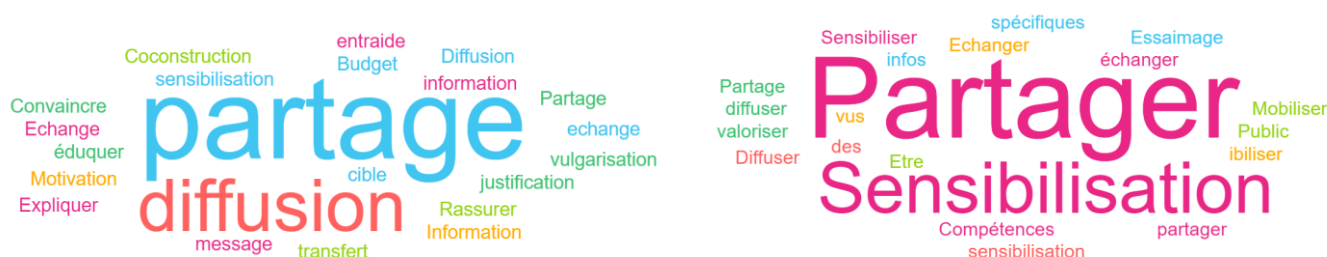 entraide
Coconstruction
Budget
Diffusion
sensibilisation
information
Convaincre
partage
Partage
Echange
echange
éduquer
vulgarisation
Motivation
cible
justification
Expliquer
diffusion
Rassurer
Information
message
transfert
spécifiques
Sensibiliser
Echanger
Essaimage
infos
échanger
Partage
Partager
diffuser
vus
Mobiliser
valoriser
Public
Diffuser
des
Etre
ibiliser
Sensibilisation
Compétences
partager
sensibilisation